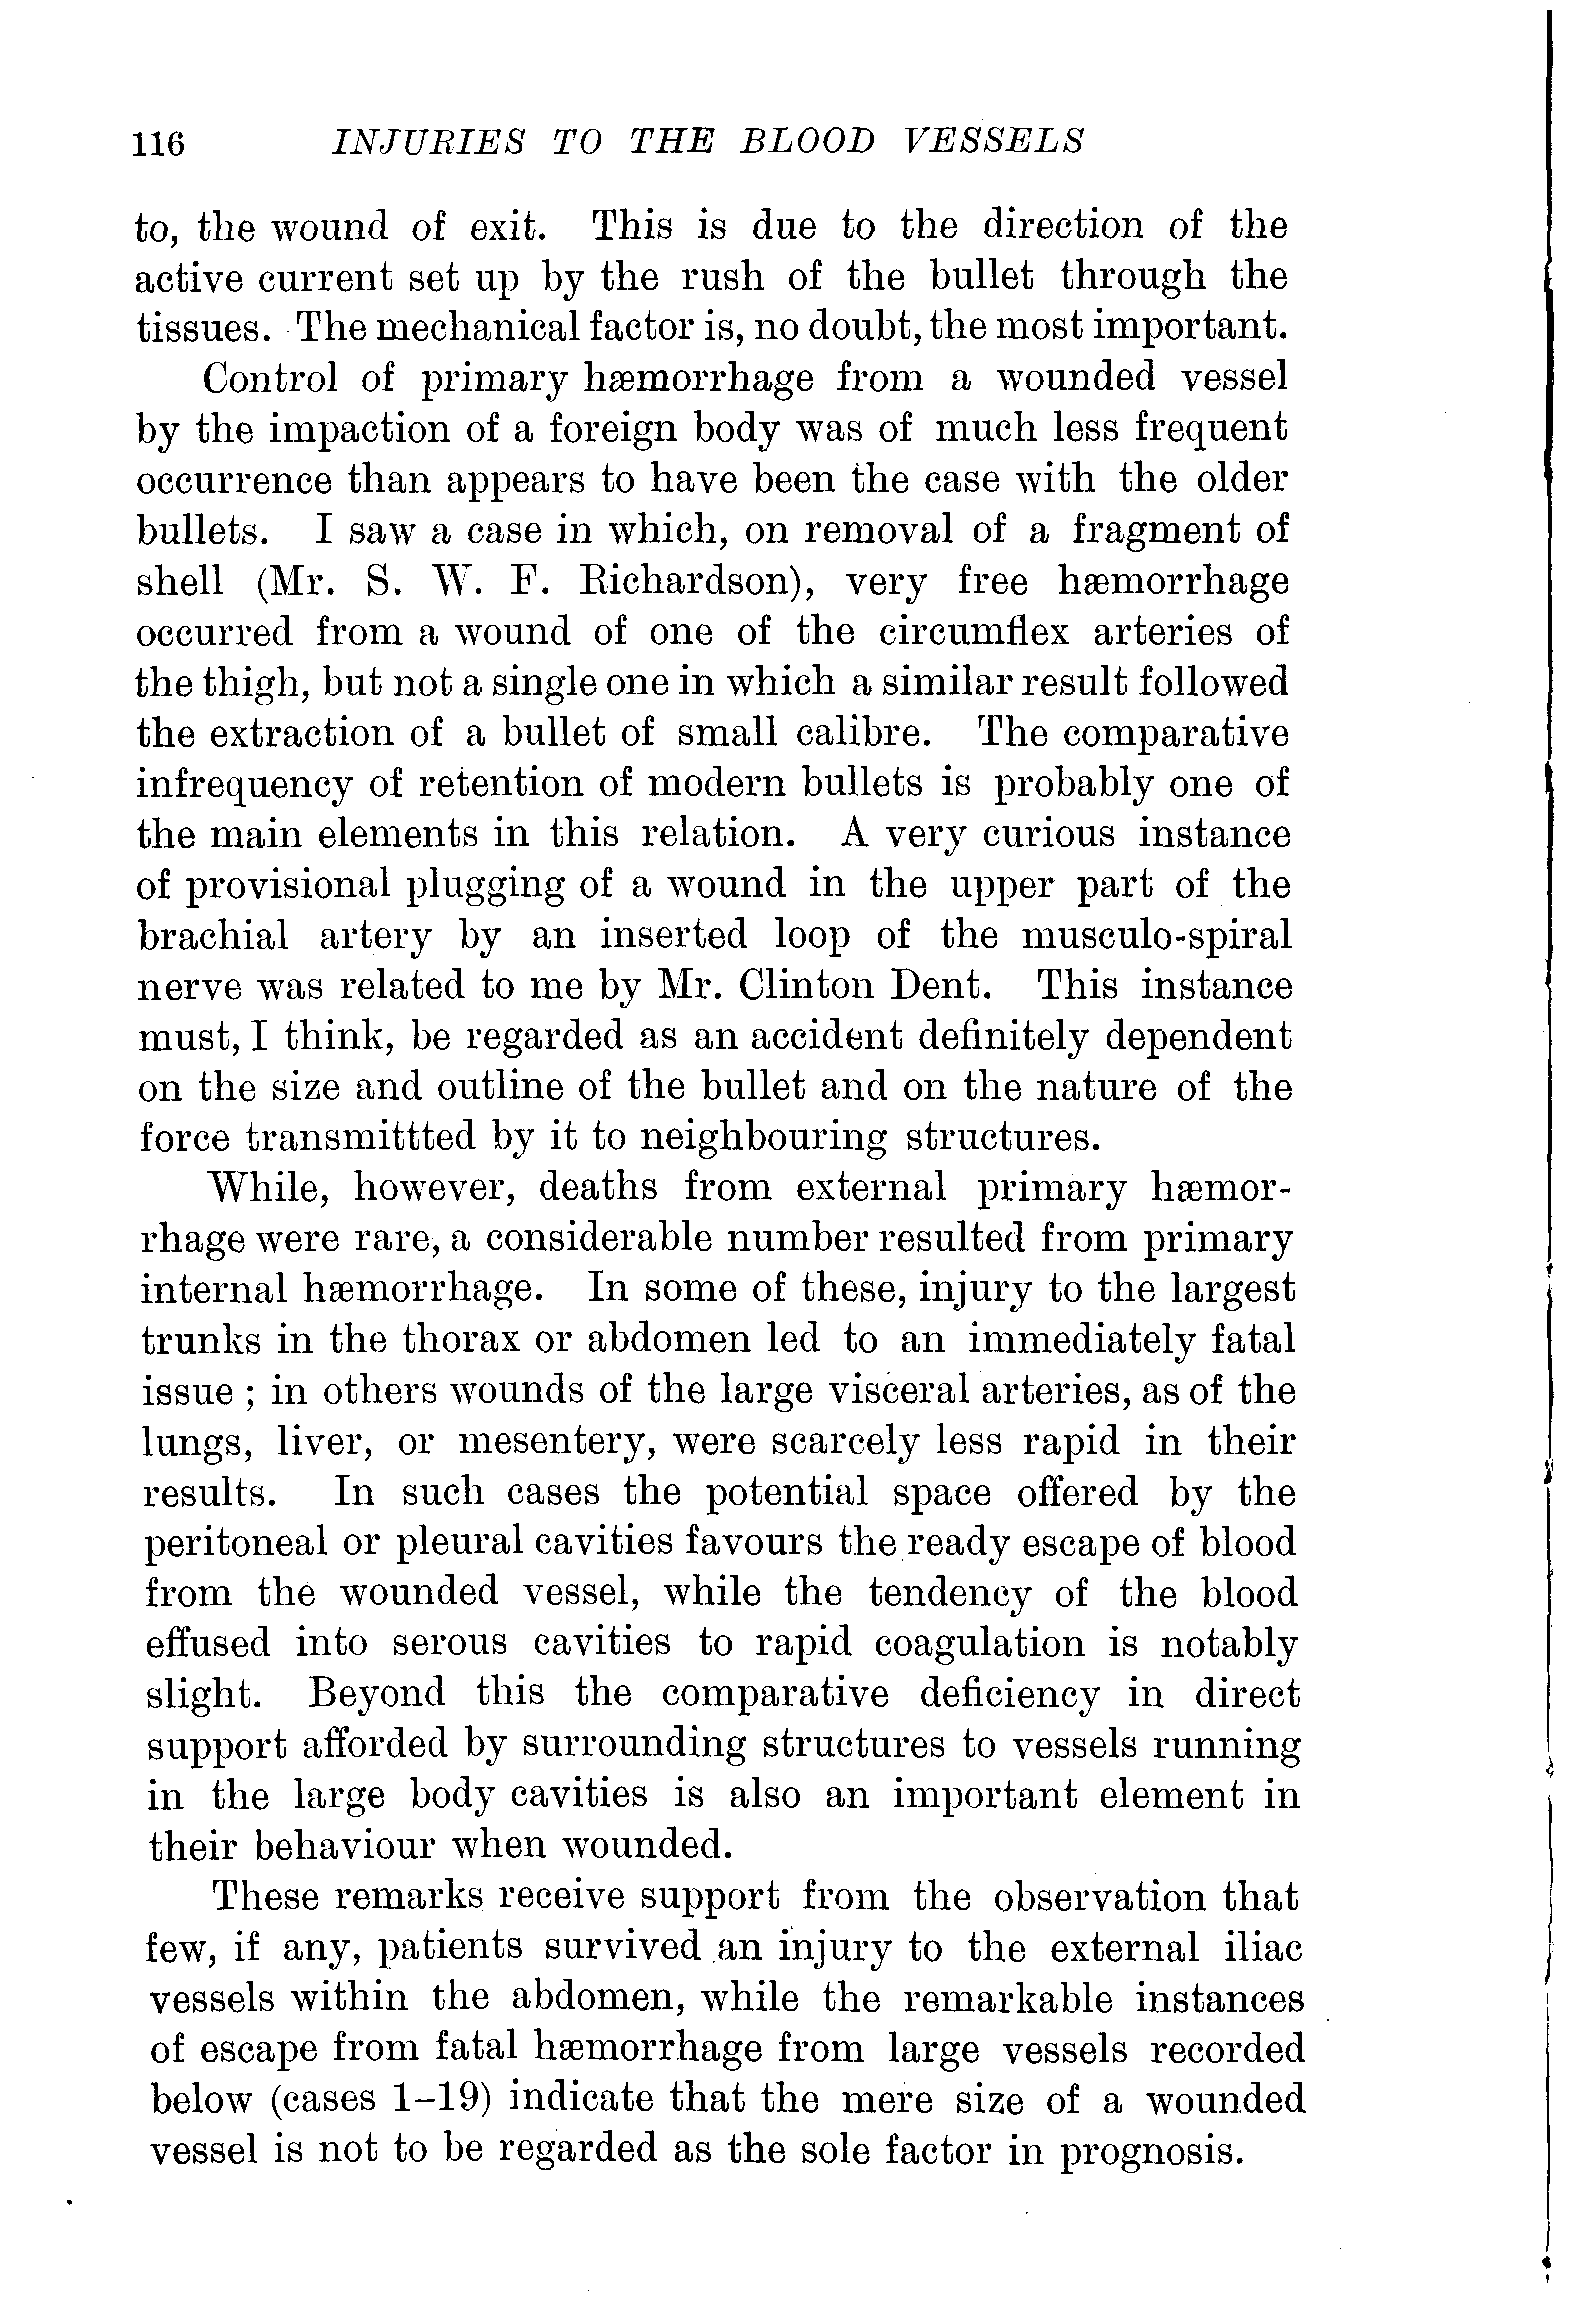 116 INJURIES TO THE BLOOD VESSELS
to, the wound of exit. This is due to the direction of the
active current set up by the rush of the bullet through the
tissues. The mechanical factor is, no doubt, the most important.
Control of primary hæmorrhage from a wounded vessel
by the impaction of a foreign body was of much less frequent
occurrence than appears to have been the case with the older
bullets. I saw a case in which, on removal of a fragment of
shell (Mr. S. W. F. Richardson), very free hæmorrhage
occurred from a wound of one of the circumflex arteries of
the thigh, but not a single one in which a similar result followed
the extraction of a bullet of small calibre. The comparative
infrequency of retention of modern bullets is probably one of
the main elements in this relation. A very curious instance
of provisional plugging of a wound in the upper part of the
brachial artery by an inserted loop of the musculo-spiral
nerve was related to me by Mr. Clinton Dent. This instance
must, I think, be regarded as an accident definitely dependent
on the size and outline of the bullet and on the nature of the
force transmittted by it to neighbouring structures.
While, however, deaths from external primary hæmor-
rhage were rare, a considerable number resulted from primary
internal hæmorrhage. In some of these, injury to the largest
trunks in the thorax or abdomen led to an immediately fatal
issue ; in others wounds of the large visceral arteries, as of the
lungs, liver, or mesentery, were scarcely less rapid in their
results. In such cases the potential space offered by the
peritoneal or pleural cavities favours the ready escape of blood
from the wounded vessel, while the tendency of the blood
effused into serous cavities to rapid coagulation is notably
slight. Beyond this the comparative deficiency in direct
support afforded by surrounding structures to vessels running
in the large body cavities is also an important element in
their behaviour when wounded.
These remarks receive support from the observation that
few, if any, patients survived an injury to the external iliac
vessels within the abdomen, while the remarkable instances
of escape from fatal hæmorrhage from large vessels recorded
below (cases 1–19) indicate that the mere size of a wounded
vessel is not to be regarded as the sole factor in prognosis.